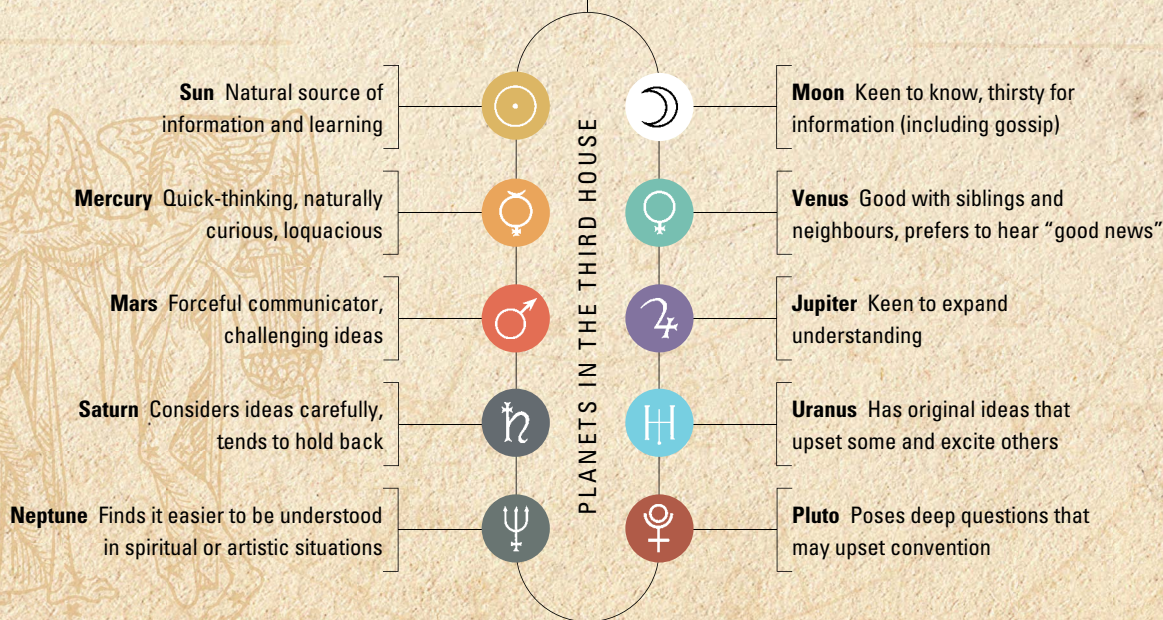 Sun Natural source of
information and learning
Mercury Quick-thinking, naturally
curious, loquacious
Mars Forceful communicator,
challenging ideas
Saturn Considers ideas carefully,
tends to hold back
Neptune Finds it easier to be understood
in spiritual or artistic situations
PLANETS IN THE THIRD HOUSE
Moon Keen to know, thirsty for
information (including gossip)
Venus Good with siblings and
neighbours, prefers to hear “good news”
Jupiter Keen to expand
understanding
Uranus Has original ideas that
upset some and excite others
Pluto Poses deep questions that
may upset convention